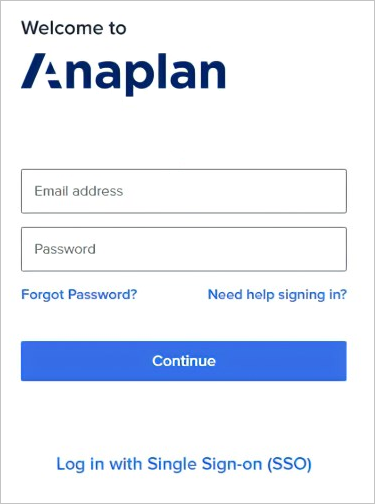 Welcome to
Anaplan
Email address
Password
Forgot Password? Need help signing in?
Continue
Log in with Single Sign-on (SSO)